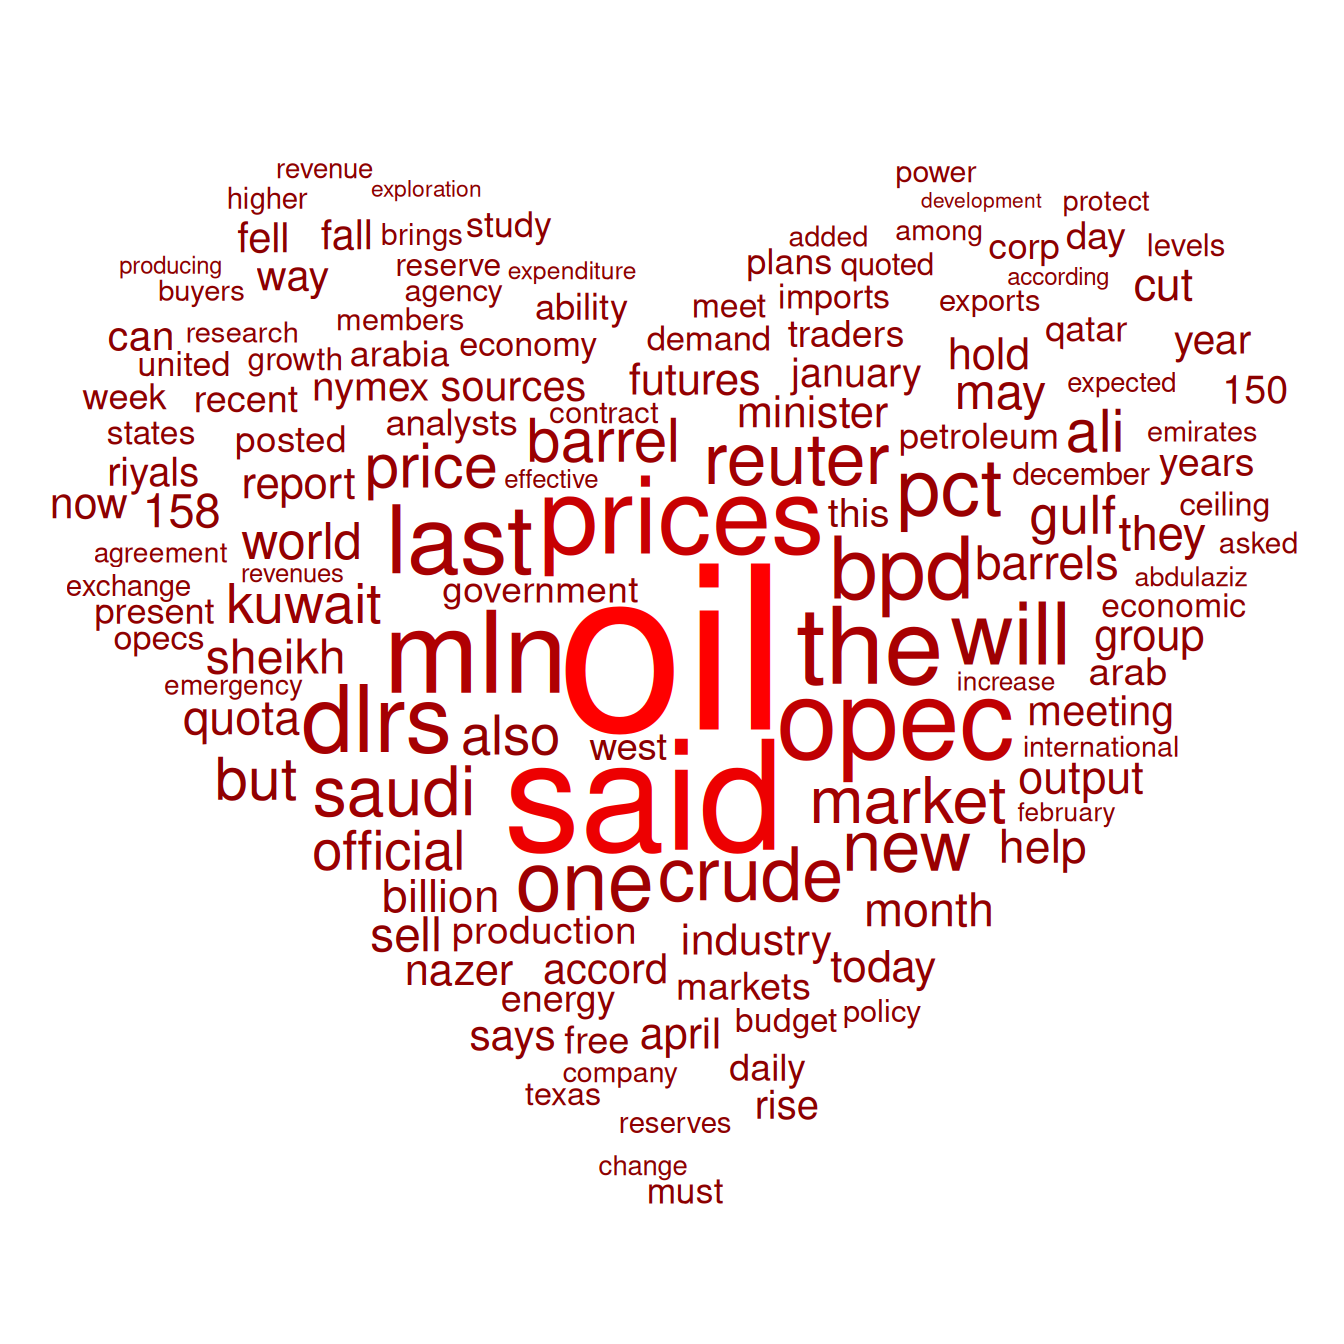 revenue
power
higher
exploration
development
protect
fell
fall
brings
study
added
among
corp
day
levels
producing
buyers
way
reserve
agency
expenditure
plans
quoted
according
cut
ability
meet
imports
exports
can
research
members
demand
traders
qatar
year
united
growth
arabia
economy
hold
week
recent
nymex
sources
futures
january
may
expected
150
states
posted
analysts
contract
barrel
minister
petroleum
ali
emirates
riyals
report
price
effective
reuter
pct
december
years
now
158
last
prices
this
gulf
they
ceiling
asked
agreement
world
revenues
government
bpd
barrels
abdulaziz
exchange
present
kuwait
oil
economic
opecs
sheikh
mln
the
will
group
emergency
increase
arab
quota
dlrs
also
west
opec
meeting
international
but
saudi
said
market
output
february
official
new
help
billion
one
crude
month
sell
production
industry
nazer
accord
markets
today
energy
budget
policy
says
free
april
company
daily
texas
rise
reserves
change
must